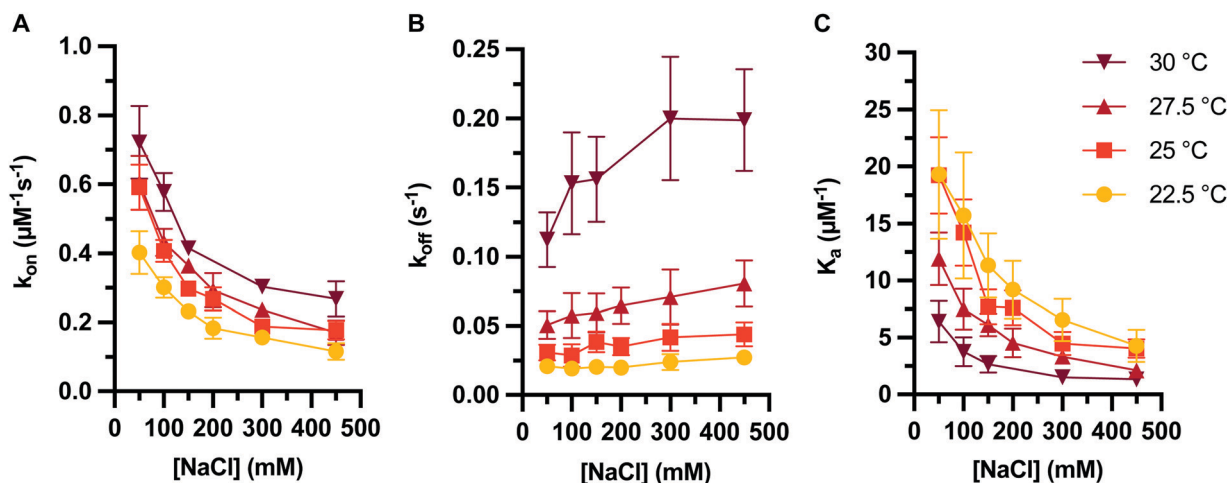 A
1.0
0.8
0.6
0.4
0.2
0.0
kon (µM-1s-1)
0 100 200 300 400 500
[NaCl] (mM)
B
0.25
0.20
0.15
0.10
0.05
0.00
koff (s-1)
0 100 200 300 400 500
[NaCl] (mM)
C
30
25
20
15
10
5
0
Ka (µM-1)
0 100 200 300 400 500
[NaCl] (mM)
30 °C
27.5 °C
25 °C
22.5 °C